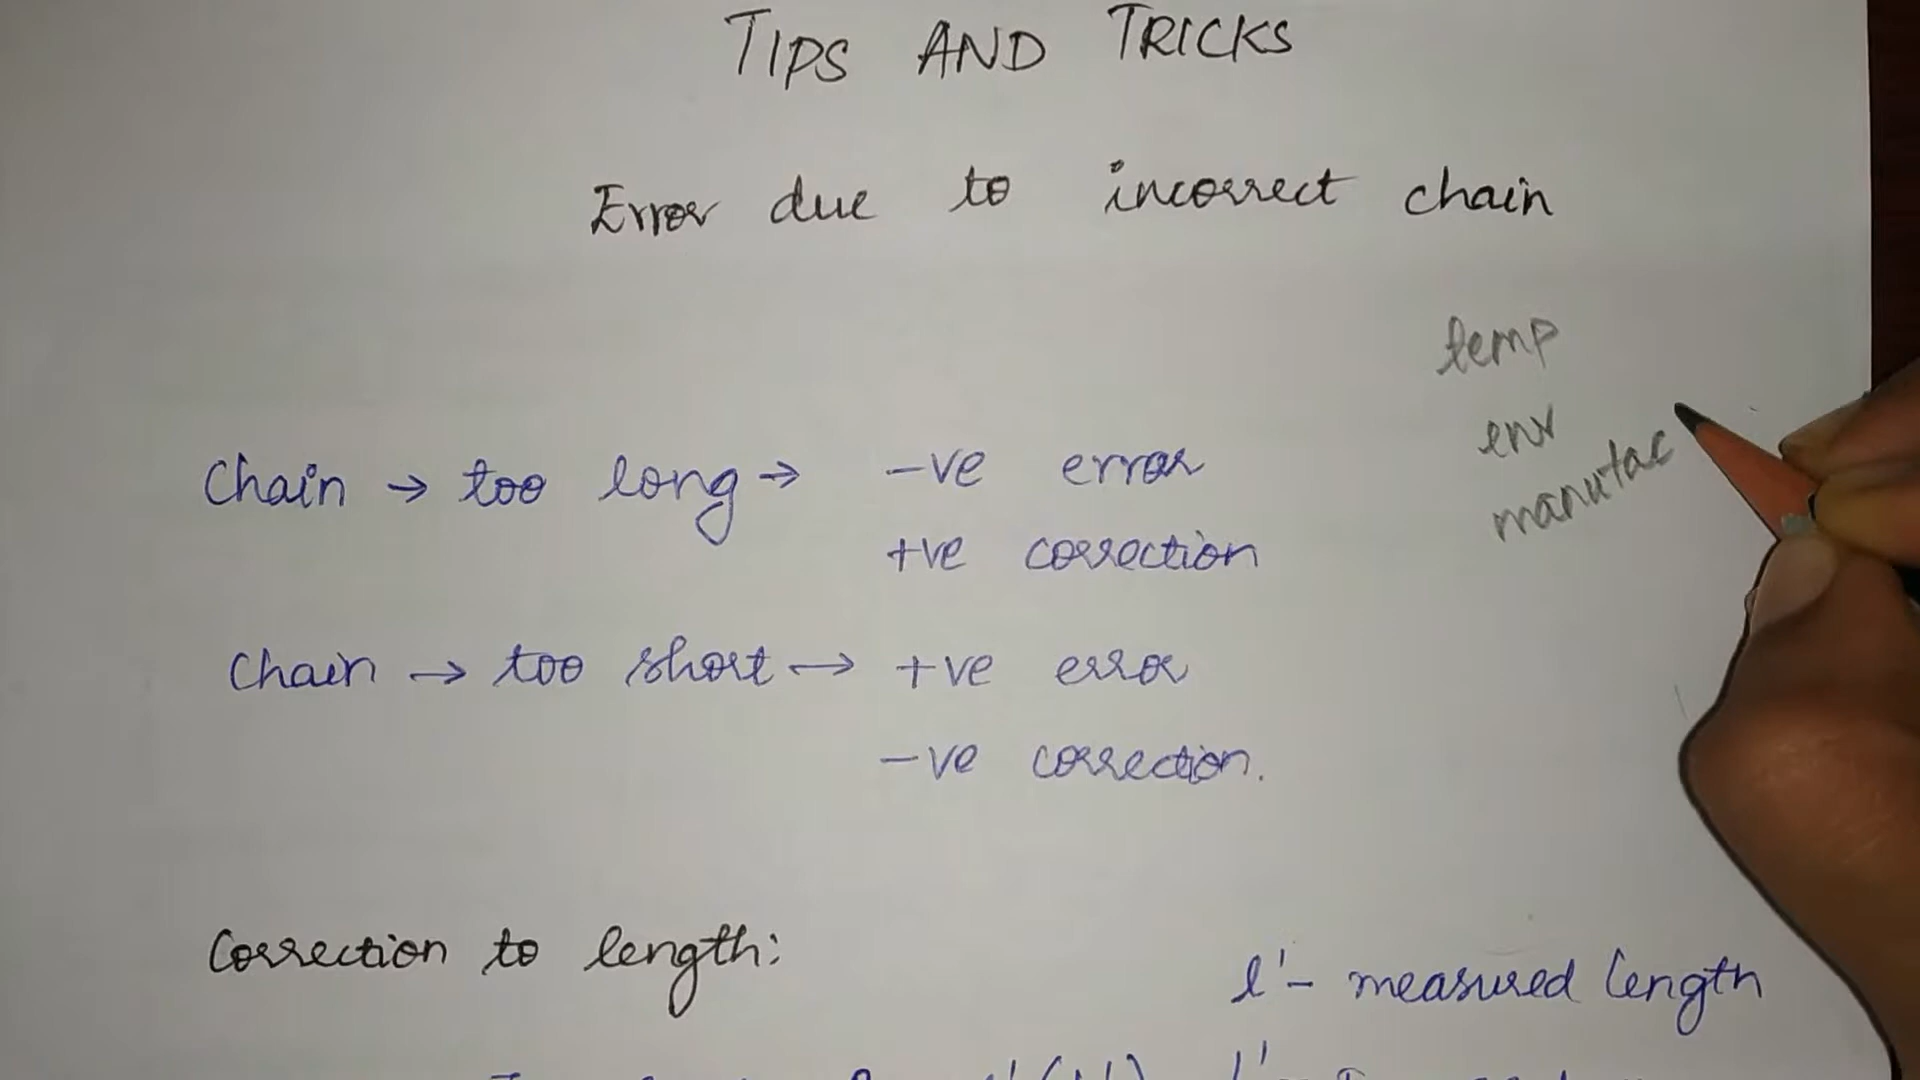 TIPS AND TRICKS
Error due to incorrect chain
temp
env
manufac
Chain → too long → -ve error
+ve correction
Chain → too short → +ve error
-ve correction.
Correction to length:
l' - measured length